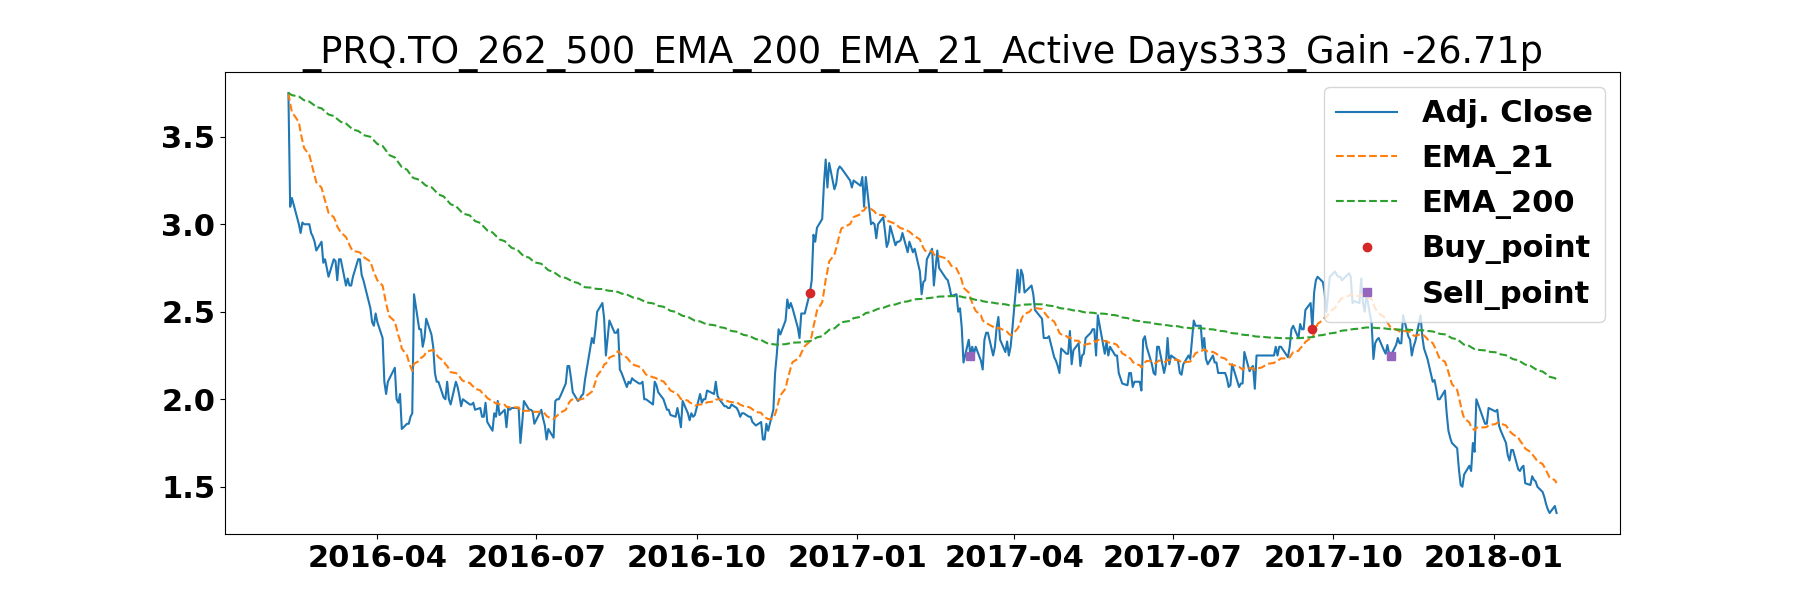 _PRQ.TO_262_500_EMA_200_EMA_21_Active Days333_Gain -26.71p
Adj. Close
EMA_21
EMA_200
Buy_point
Sell_point
3.5
3.0
2.5
2.0
1.5
2016-04 2016-07 2016-10 2017-01 2017-04 2017-07 2017-10 2018-01